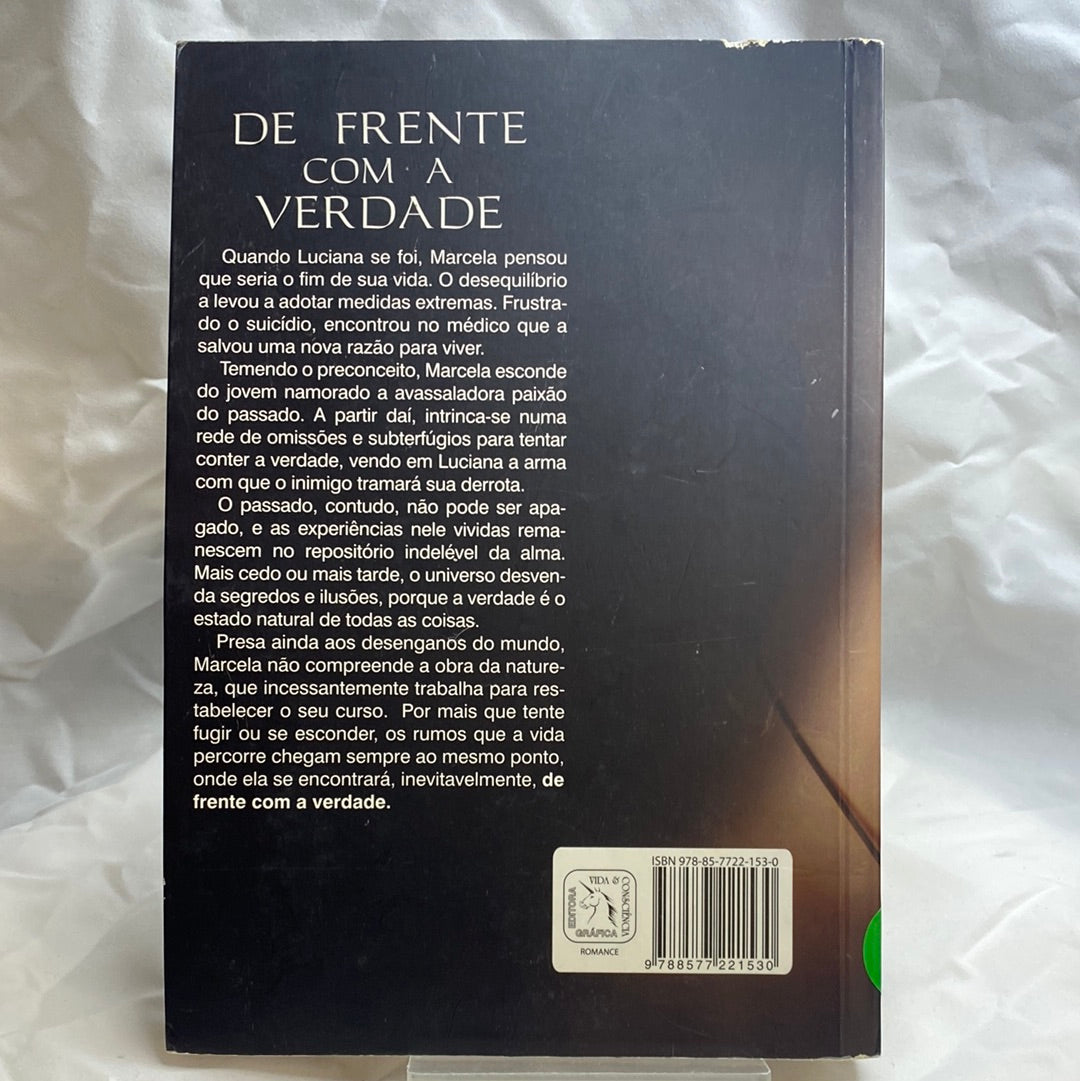 DE FRENTE
COM A
VERDADE
Quando Luciana se foi, Marcela pensou
que seria o fim de sua vida. O desequilíbrio
a levou a adotar medidas extremas. Frustra-
do o suicídio, encontrou no médico que a
salvou uma nova razão para viver.
Temendo o preconceito, Marcela esconde
do jovem namorado a avassaladora paixão
do passado. A partir daí, intrinca-se numa
rede de omissões e subterfúgios para tentar
conter a verdade, vendo em Luciana a arma
com que o inimigo tramará sua derrota.
O passado, contudo, não pode ser apa-
gado, e as experiências nele vividas rema-
nescem no repositório indelével da alma.
Mais cedo ou mais tarde, o universo desven-
da segredos e ilusões, porque a verdade é o
estado natural de todas as coisas.
Presa ainda aos desenganos do mundo,
Marcela não compreende a obra da nature-
za, que incessantemente trabalha para res-
tabelecer o seu curso. Por mais que tente
fugir ou se esconder, os rumos que a vida
percorre chegam sempre ao mesmo ponto,
onde ela se encontrará, inevitavelmente, de
frente com a verdade.
ISBN 978-85-7722-153-0
EDITORA
VIDA &
CONSCIÊNCIA
GRÁFICA
ROMANCE
9 788577 221530